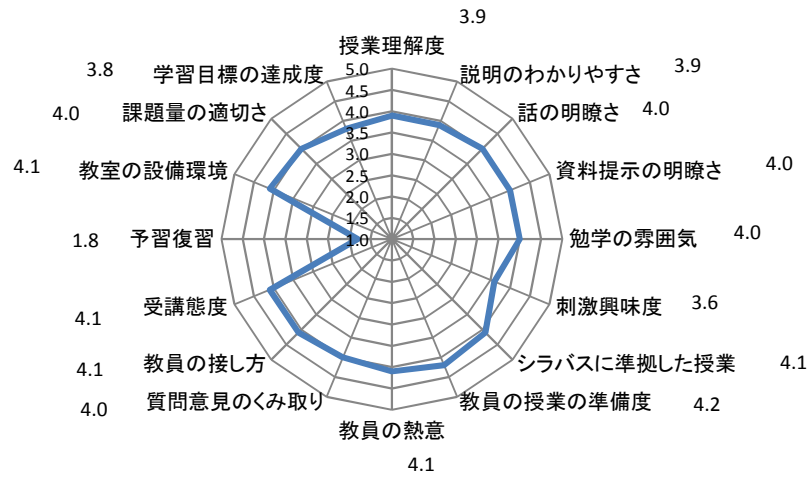 3.9
授業理解度
3.8 学習目標の達成度 5.0 説明のわかりやすさ 3.9
4.5
4.0 課題量の適切さ 4.0 話の明瞭さ 4.0
3.5
4.1 教室の設備環境 3.0 資料提示の明瞭さ 4.0
2.5
2.0
1.5
1.8 予習復習 1.0 勉学の雰囲気 4.0
4.1 受講態度 刺激興味度 3.6
4.1 教員の接し方 シラバスに準拠した授業 4.1
4.0 質問意見のくみ取り 教員の授業の準備度 4.2
教員の熱意
4.1